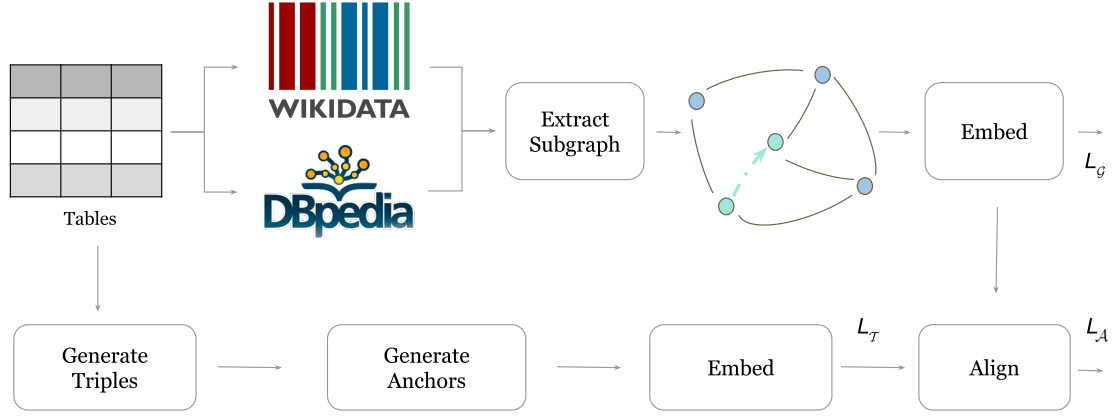 WIKIDATA
Extract
Subgraph
Embed
L𝒢
DBpedia
Tables
Generate
Triples
Generate
Anchors
Embed
L𝒯
Align
L𝒜